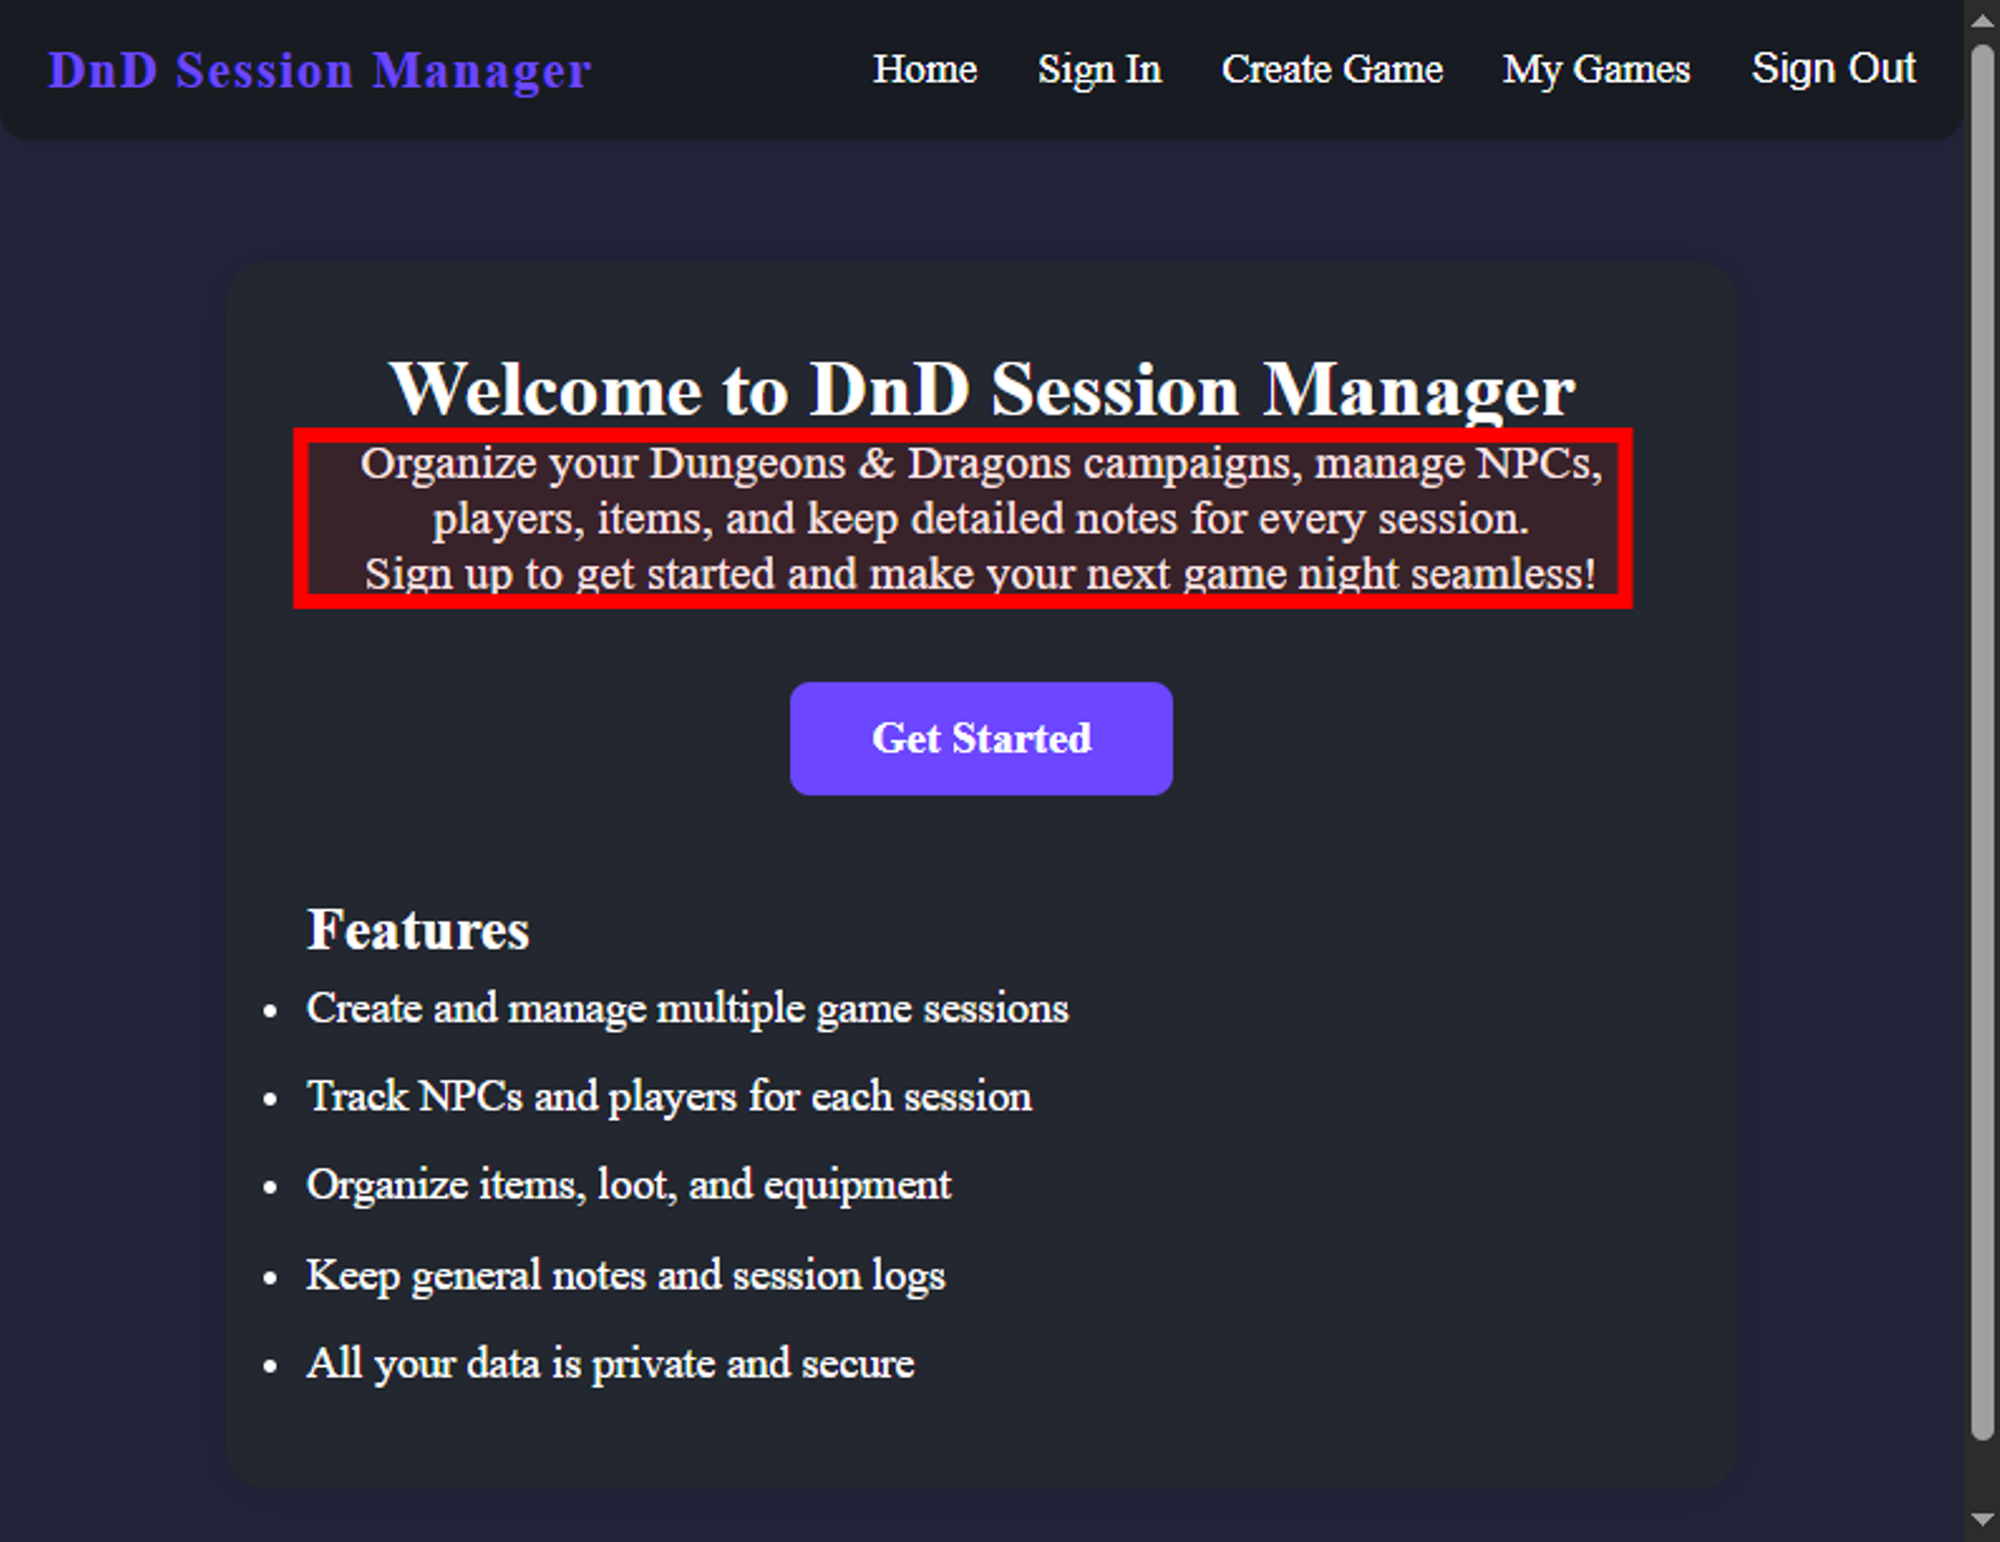 DnD Session Manager
Home Sign In Create Game My Games Sign Out
Welcome to DnD Session Manager
Organize your Dungeons & Dragons campaigns, manage NPCs,
players, items, and keep detailed notes for every session.
Sign up to get started and make your next game night seamless!
Get Started
Features
• Create and manage multiple game sessions
• Track NPCs and players for each session
• Organize items, loot, and equipment
• Keep general notes and session logs
• All your data is private and secure